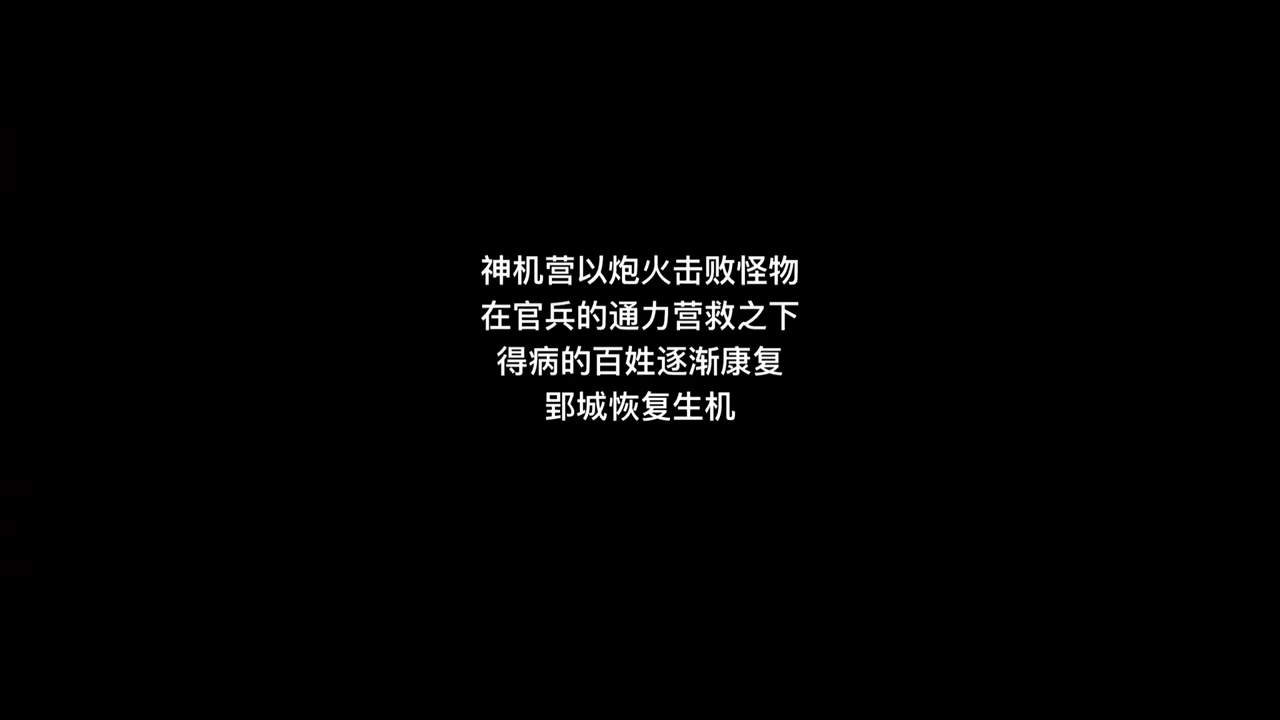 神机营以炮火击败怪物
在官兵的通力营救之下
得病的百姓逐渐康复
郢城恢复生机